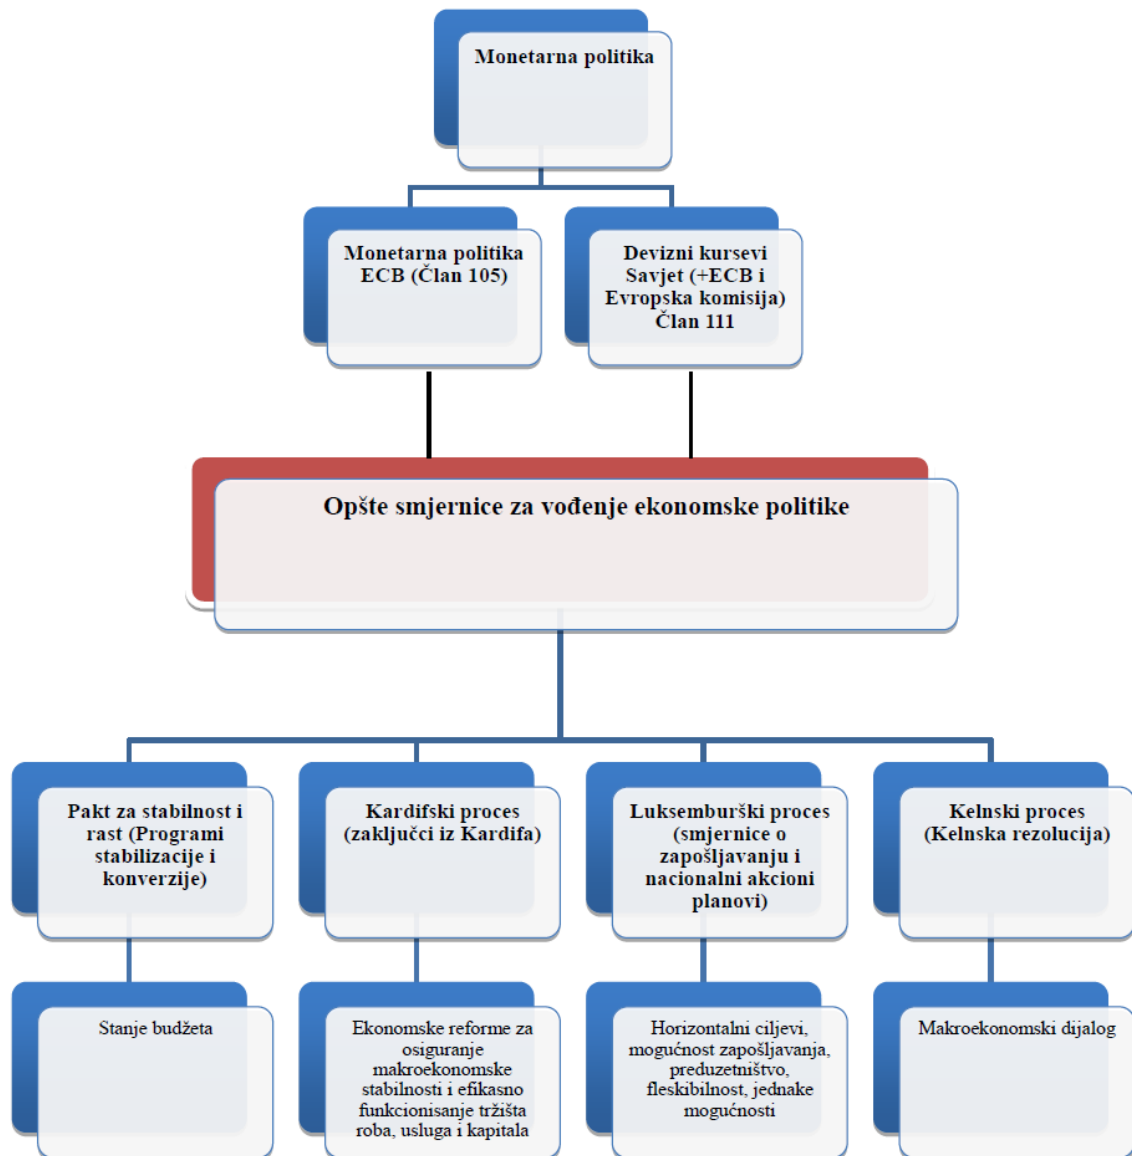 Monetarna politika
Monetarna politika
ECB (Član 105)
Devizni kursevi
Savjet (+ECB i
Evropska komisija)
Član 111
Opšte smjernice za vođenje ekonomske politike
Pakt za stabilnost i
rast (Programi
stabilizacije i
konverzije)
Kardifski proces
(zaključci iz Kardifa)
Luksemburški proces
(smjernice o
zapošljavanju i
nacionalni akcioni
planovi)
Kelnski proces
(Kelnska rezolucija)
Stanje budžeta
Ekonomske reforme za
osiguranje
makroekonomske
stabilnosti i efikasno
funkcionisanje tržišta
roba, usluga i kapitala
Horizontalni ciljevi,
mogućnost zapošljavanja,
preduzetništvo,
fleskibilnost, jednake
mogućnosti
Makroekonomski dijalog